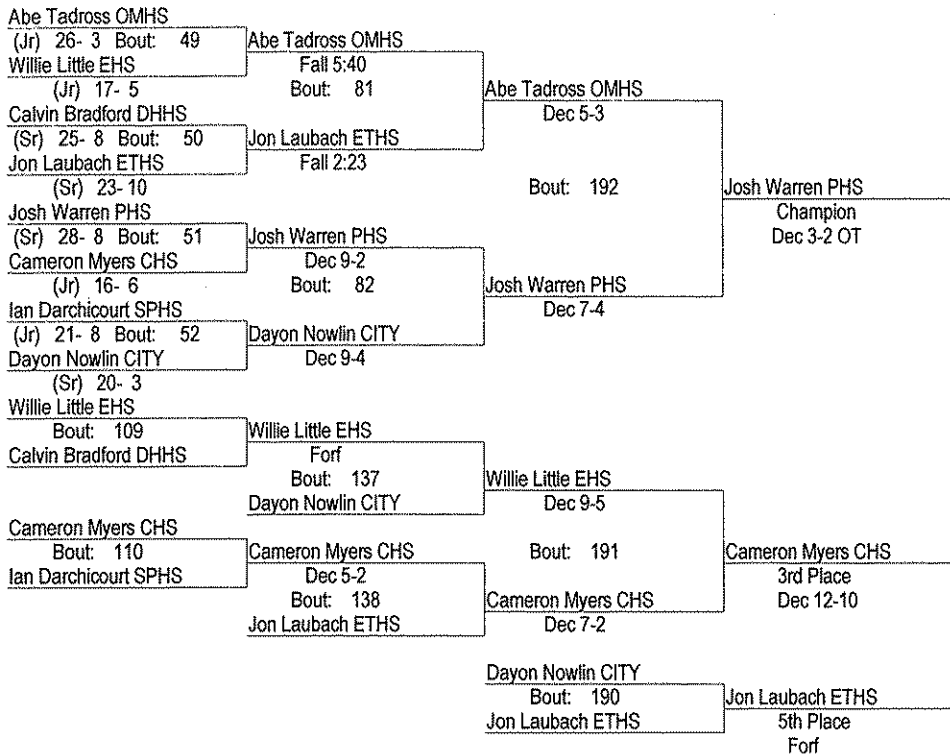 Abe Tadross OMHS
(Jr) 26- 3 Bout: 49
Willie Little EHS
(Jr) 17- 5
Calvin Bradford DHHS
(Sr) 25- 8 Bout: 50
Jon Laubach ETHS
(Sr) 23- 10
Josh Warren PHS
(Sr) 28- 8 Bout: 51
Cameron Myers CHS
(Jr) 16- 6
Ian Darchicourt SPHS
(Jr) 21- 8 Bout: 52
Dayon Nowlin CITY
(Sr) 20- 3
Abe Tadross OMHS
Fall 5:40
Bout: 81
Jon Laubach ETHS
Fall 2:23
Josh Warren PHS
Dec 9-2
Bout: 82
Dayon Nowlin CITY
Dec 9-4
Abe Tadross OMHS
Dec 5-3
Bout: 192
Josh Warren PHS
Dec 7-4
Josh Warren PHS
Champion
Dec 3-2 OT
Willie Little EHS
Bout: 109
Calvin Bradford DHHS
Cameron Myers CHS
Bout: 110
Ian Darchicourt SPHS
Willie Little EHS
Forf
Bout: 137
Dayon Nowlin CITY
Cameron Myers CHS
Dec 5-2
Bout: 138
Jon Laubach ETHS
Willie Little EHS
Dec 9-5
Bout: 191
Cameron Myers CHS
Dec 7-2
Cameron Myers CHS
3rd Place
Dec 12-10
Dayon Nowlin CITY
Bout: 190
Jon Laubach ETHS
Jon Laubach ETHS
5th Place
Forf